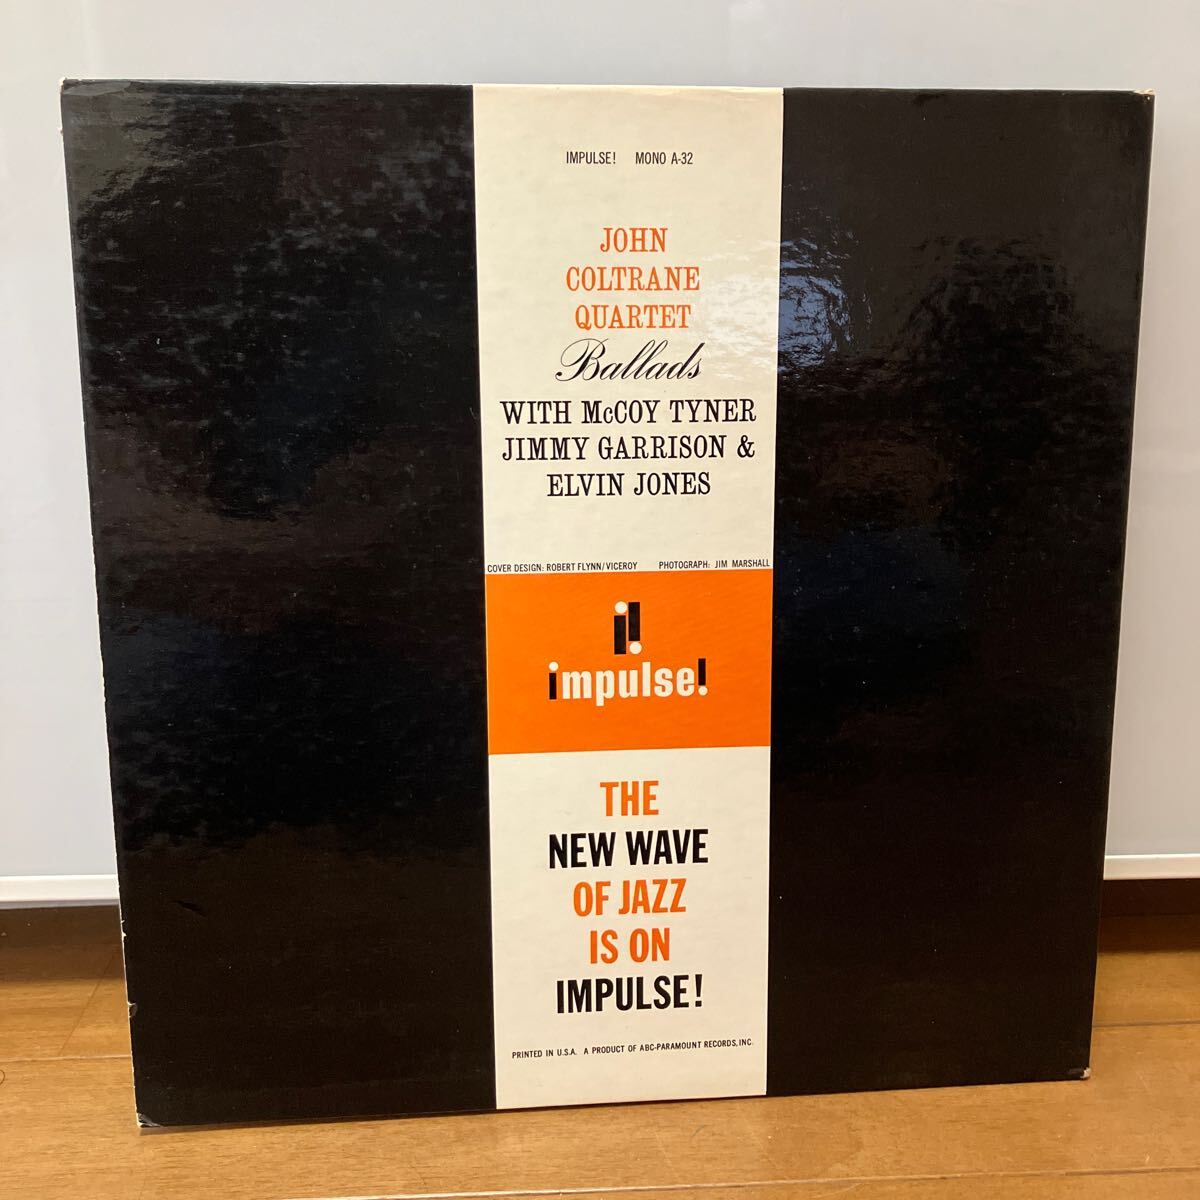 IMPULSE! MONO A-32
JOHN
COLTRANE
QUARTET
Ballads
WITH McCOY TYNER
JIMMY GARRISON &
ELVIN JONES
COVER DESIGN: ROBERT FLYNN/VICEROY PHOTOGRAPH: JIM MARSHALL
i!
impulse!
THE
NEW WAVE
OF JAZZ
IS ON
IMPULSE!
PRINTED IN U.S.A. A PRODUCT OF ABC-PARAMOUNT RECORDS, INC.